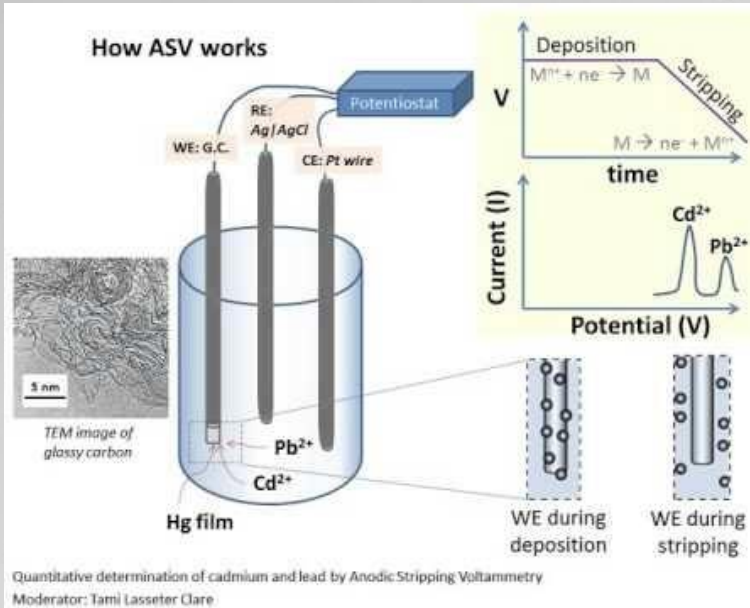 How ASV works
Potentiostat
RE:
Ag/AgCl
WE: G.C.
CE: Pt wire
5 nm
TEM image of
glassy carbon
Pb²⁺
Cd²⁺
Hg film
Deposition
Mⁿ⁺ + ne⁻ → M
Stripping
V
M → ne⁻ + Mⁿ⁺
time
Current (I)
Cd²⁺
Pb²⁺
Potential (V)
WE during
deposition
WE during
stripping
Quantitative determination of cadmium and lead by Anodic Stripping Voltammetry
Moderator: Tami Lasseter Clare